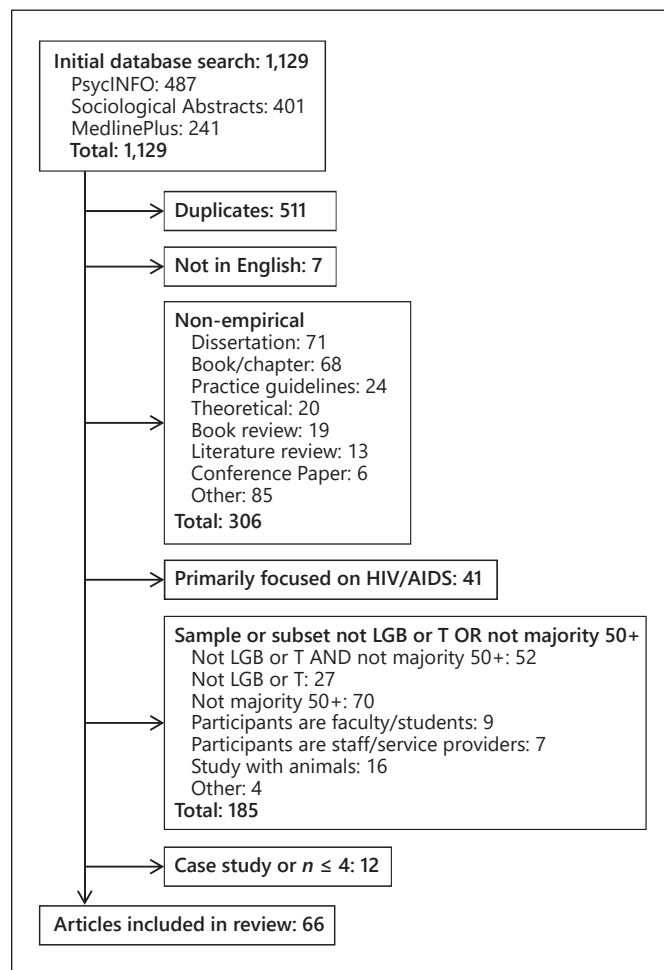 Initial database search: 1,129
PsycINFO: 487
Sociological Abstracts: 401
MedlinePlus: 241
Total: 1,129
Duplicates: 511
Not in English: 7
Non-empirical
Dissertation: 71
Book/chapter: 68
Practice guidelines: 24
Theoretical: 20
Book review: 19
Literature review: 13
Conference Paper: 6
Other: 85
Total: 306
Primarily focused on HIV/AIDS: 41
Sample or subset not LGB or T OR not majority 50+
Not LGB or T AND not majority 50+: 52
Not LGB or T: 27
Not majority 50+: 70
Participants are faculty/students: 9
Participants are staff/service providers: 7
Study with animals: 16
Other: 4
Total: 185
Case study or n ≤ 4: 12
Articles included in review: 66